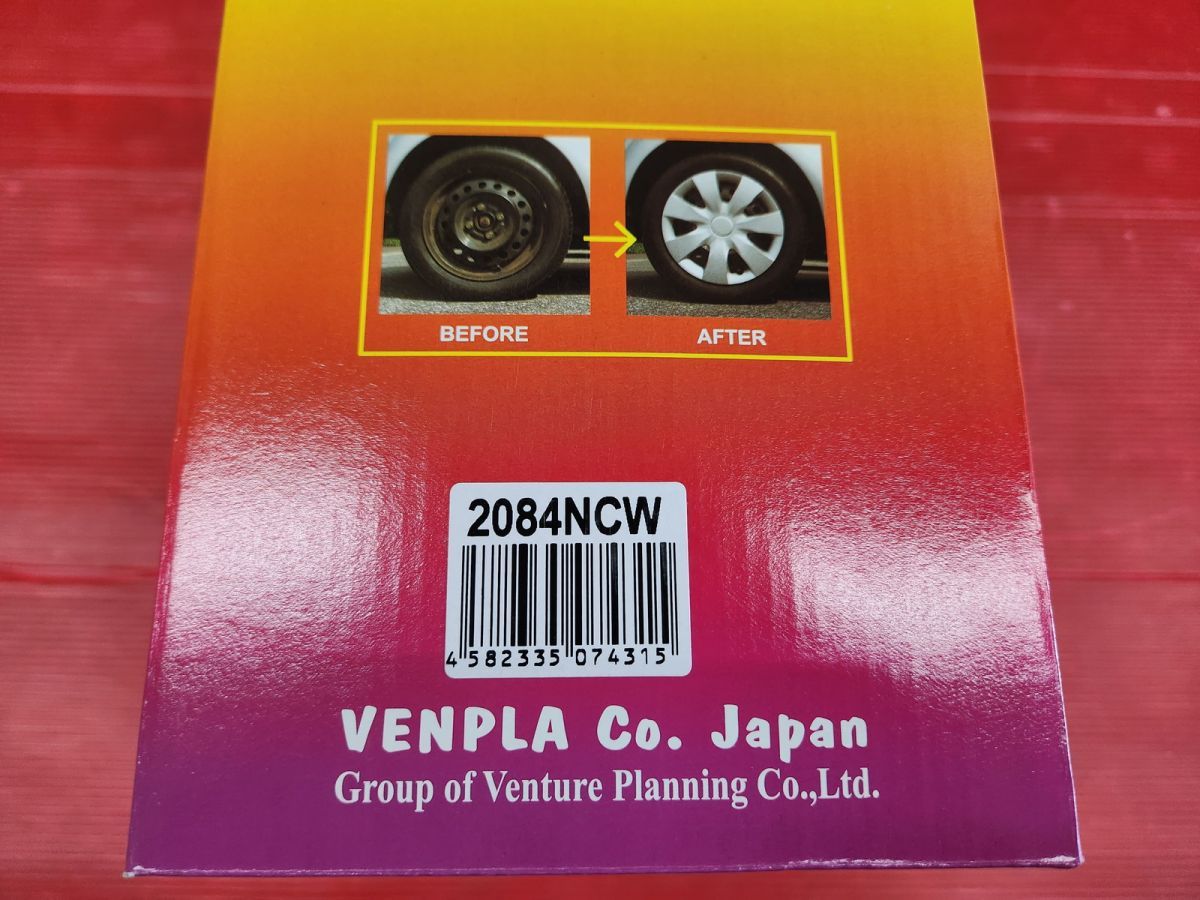 BEFORE
AFTER
2084NCW
4 582335 074315
VENPLA Co. Japan
Group of Venture Planning Co.,Ltd.